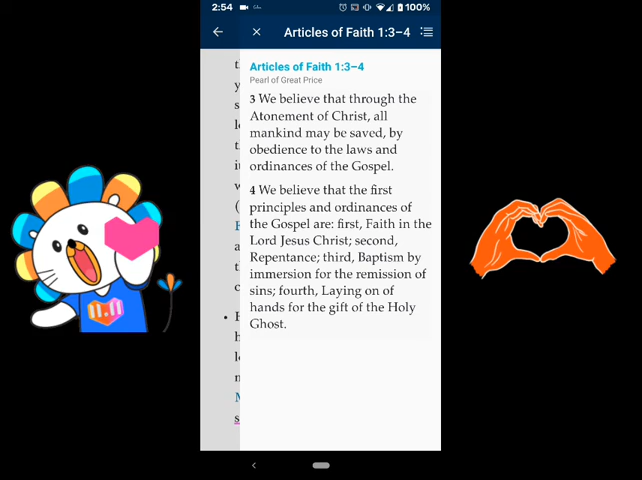 2:54
100%
Articles of Faith 1:3–4
Articles of Faith 1:3–4
Pearl of Great Price
3 We believe that through the
Atonement of Christ, all
mankind may be saved, by
obedience to the laws and
ordinances of the Gospel.
4 We believe that the first
principles and ordinances of
the Gospel are: first, Faith in the
Lord Jesus Christ; second,
Repentance; third, Baptism by
immersion for the remission of
sins; fourth, Laying on of
hands for the gift of the Holy
Ghost.
11.11